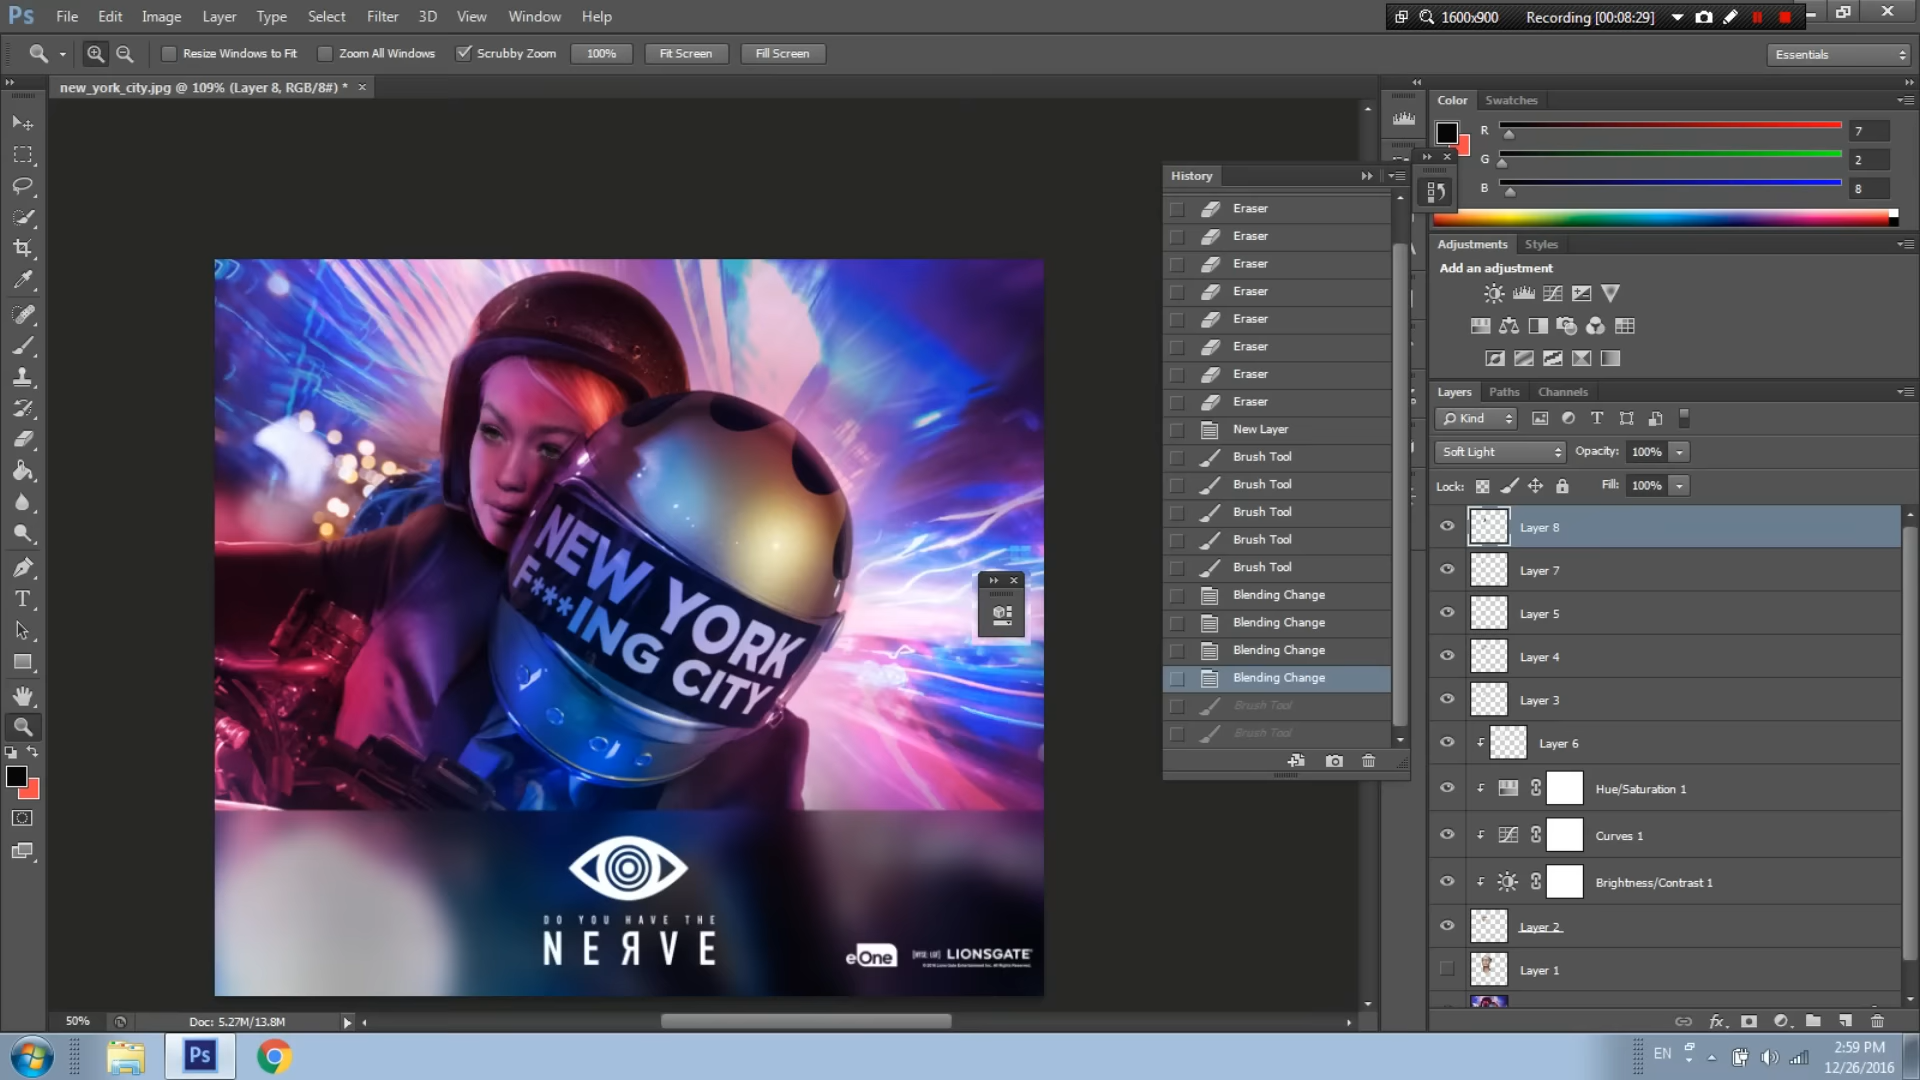 Ps File Edit Image Layer Type Select Filter 3D View Window Help
1600x900 Recording [00:08:29]
Resize Windows to Fit Zoom All Windows Scrubby Zoom 100% Fit Screen Fill Screen
Essentials
new_york_city.jpg @ 109% (Layer 8, RGB/8#) *
Color Swatches
R 7
G 2
B 8
History
Eraser
Eraser
Eraser
Eraser
Eraser
Eraser
Eraser
Eraser
New Layer
Brush Tool
Brush Tool
Brush Tool
Brush Tool
Brush Tool
Blending Change
Blending Change
Blending Change
Blending Change
Brush Tool
Brush Tool
Adjustments Styles
Add an adjustment
Layers Paths Channels
Kind
Soft Light Opacity: 100%
Lock: Fill: 100%
Layer 8
Layer 7
Layer 5
Layer 4
Layer 3
Layer 6
Hue/Saturation 1
Curves 1
Brightness/Contrast 1
Layer 2
Layer 1
NEW YORK
F***ING CITY
DO YOU HAVE THE
NEЯVE
eOne
LIONSGATE
50% Doc: 5.27M/13.8M
fx
Ps
EN
2:59 PM
12/26/2016